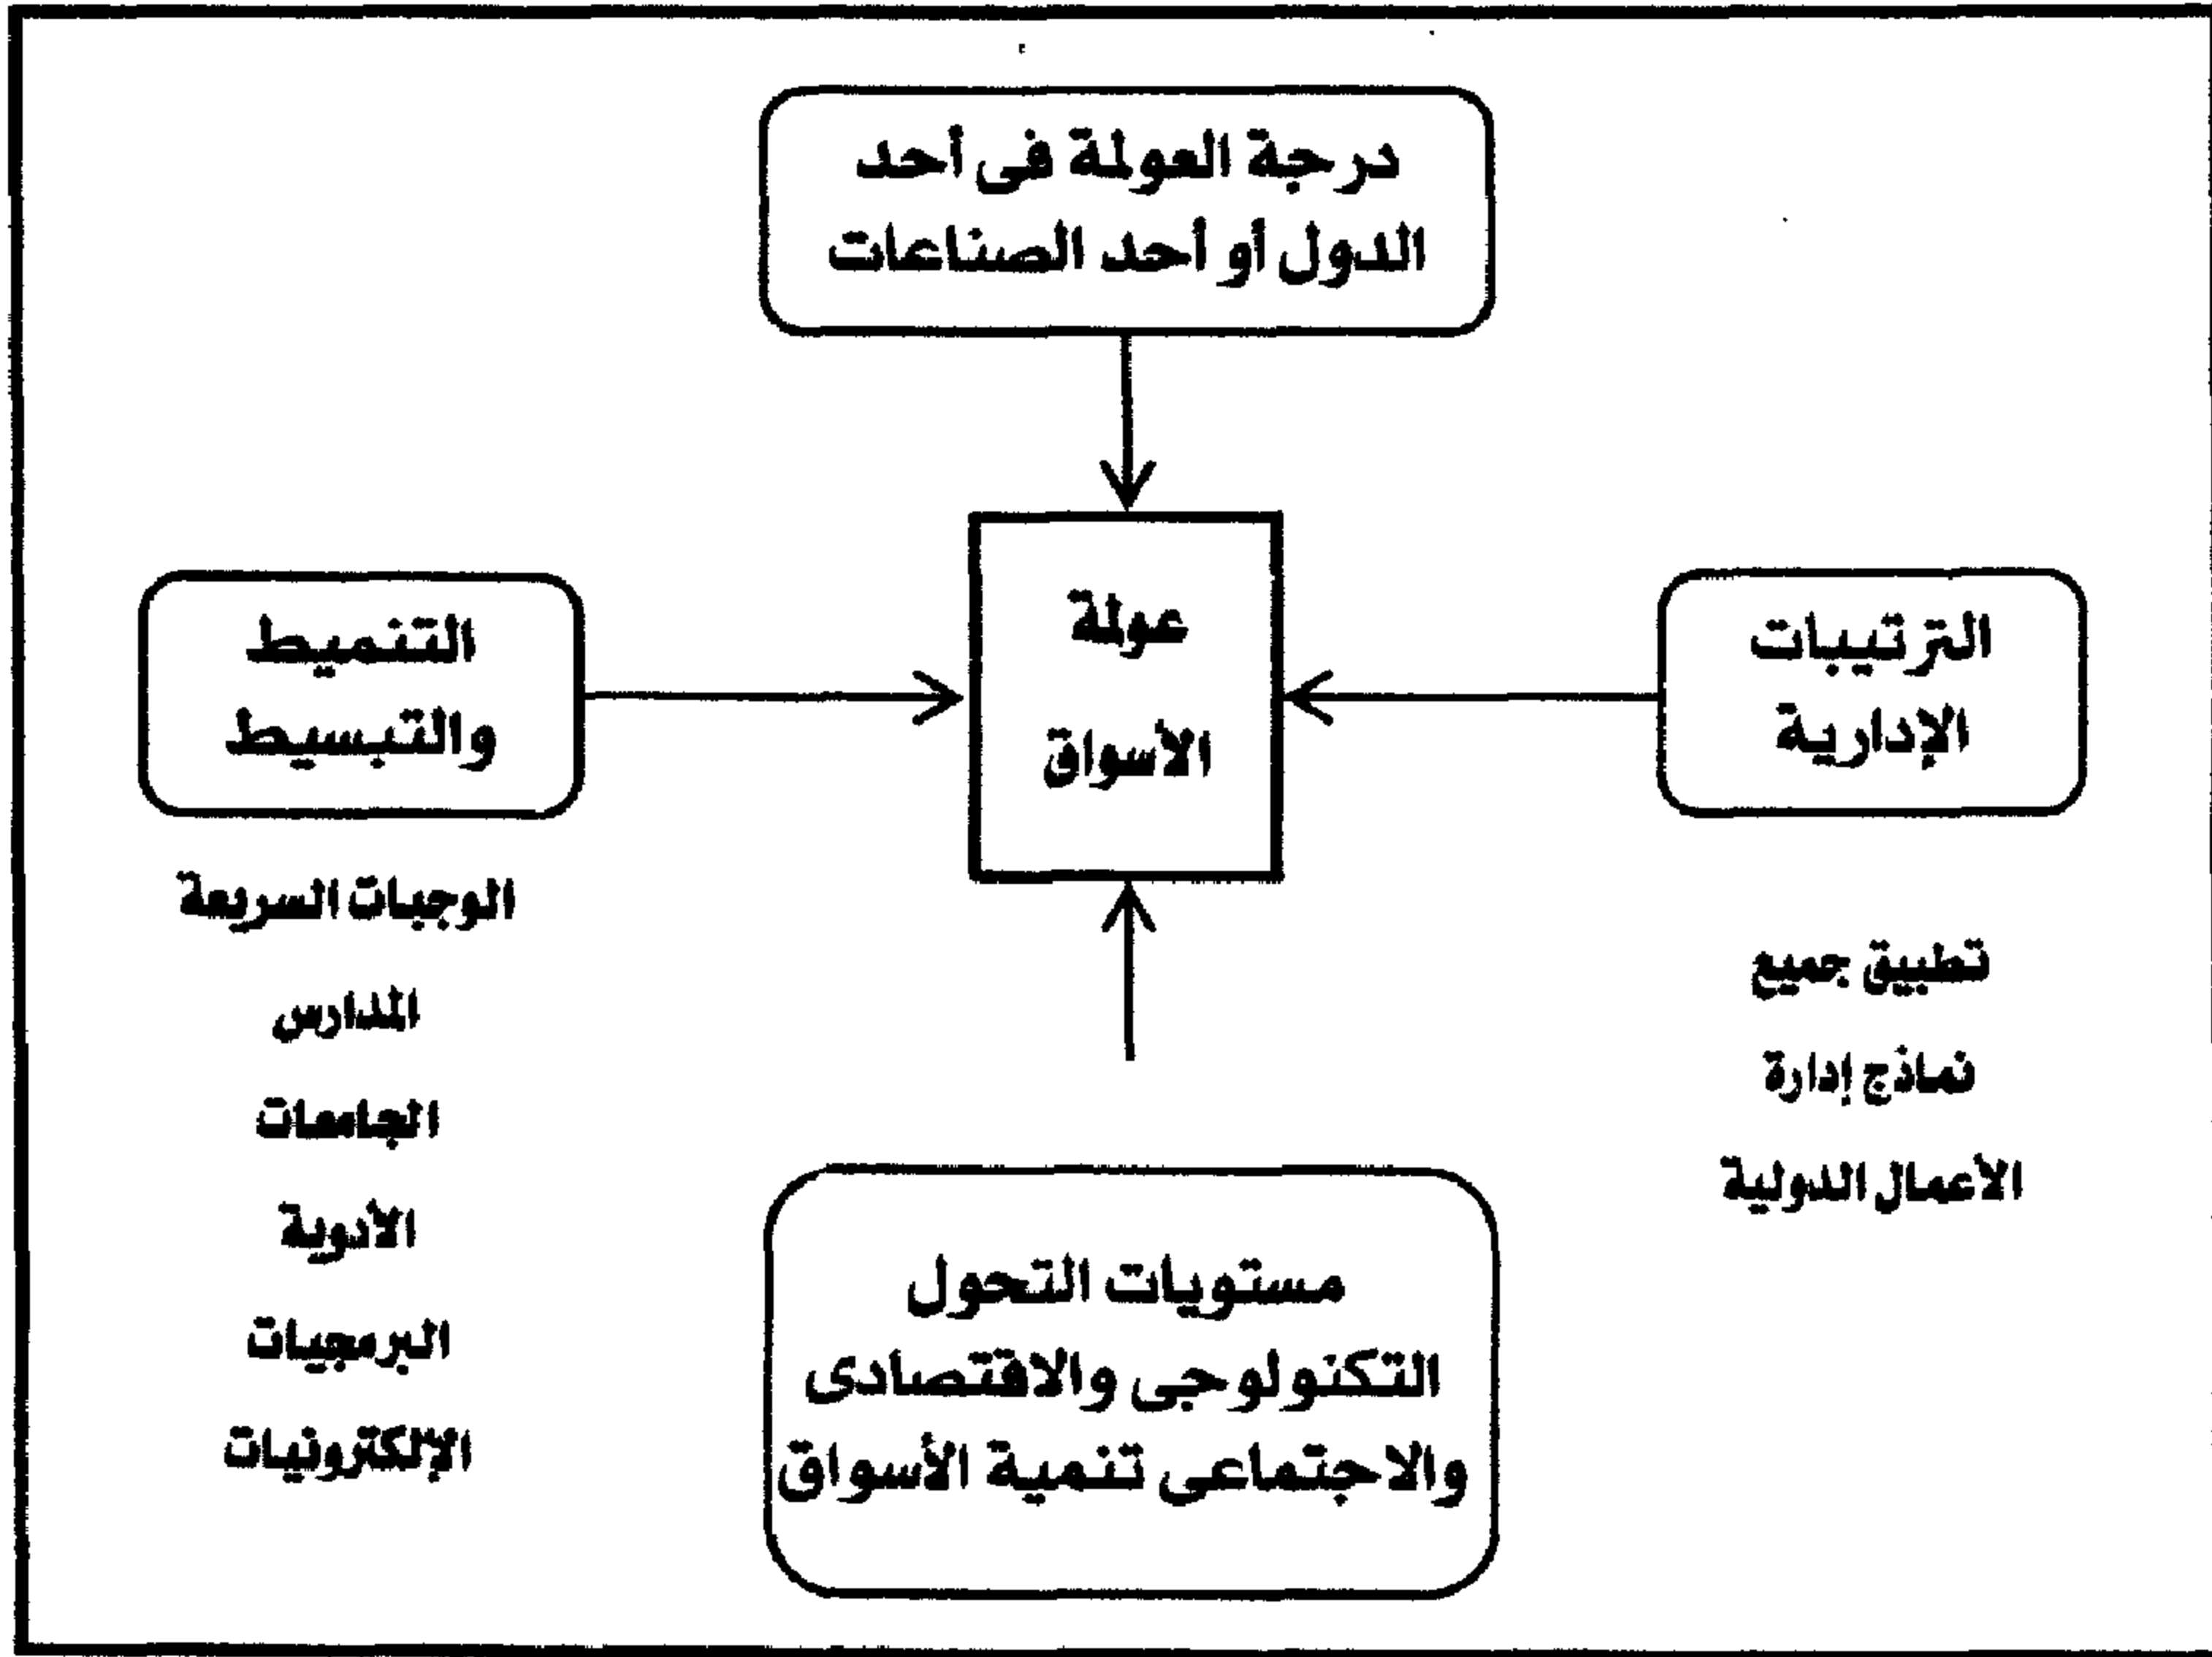 درجة العولمة فى أحد
الدول أو أحد الصناعات
عولمة
الأسواق
الترتيبات
الإدارية
تطبيق جميع
نماذج إدارة
الأعمال الدولية
التنميط
والتبسيط
الوجبات السريعة
المدارس
الجامعات
الأدوية
البرمجيات
الإلكترونيات
مستويات التحول
التكنولوجى والاقتصادى
والاجتماعى تنمية الأسواق